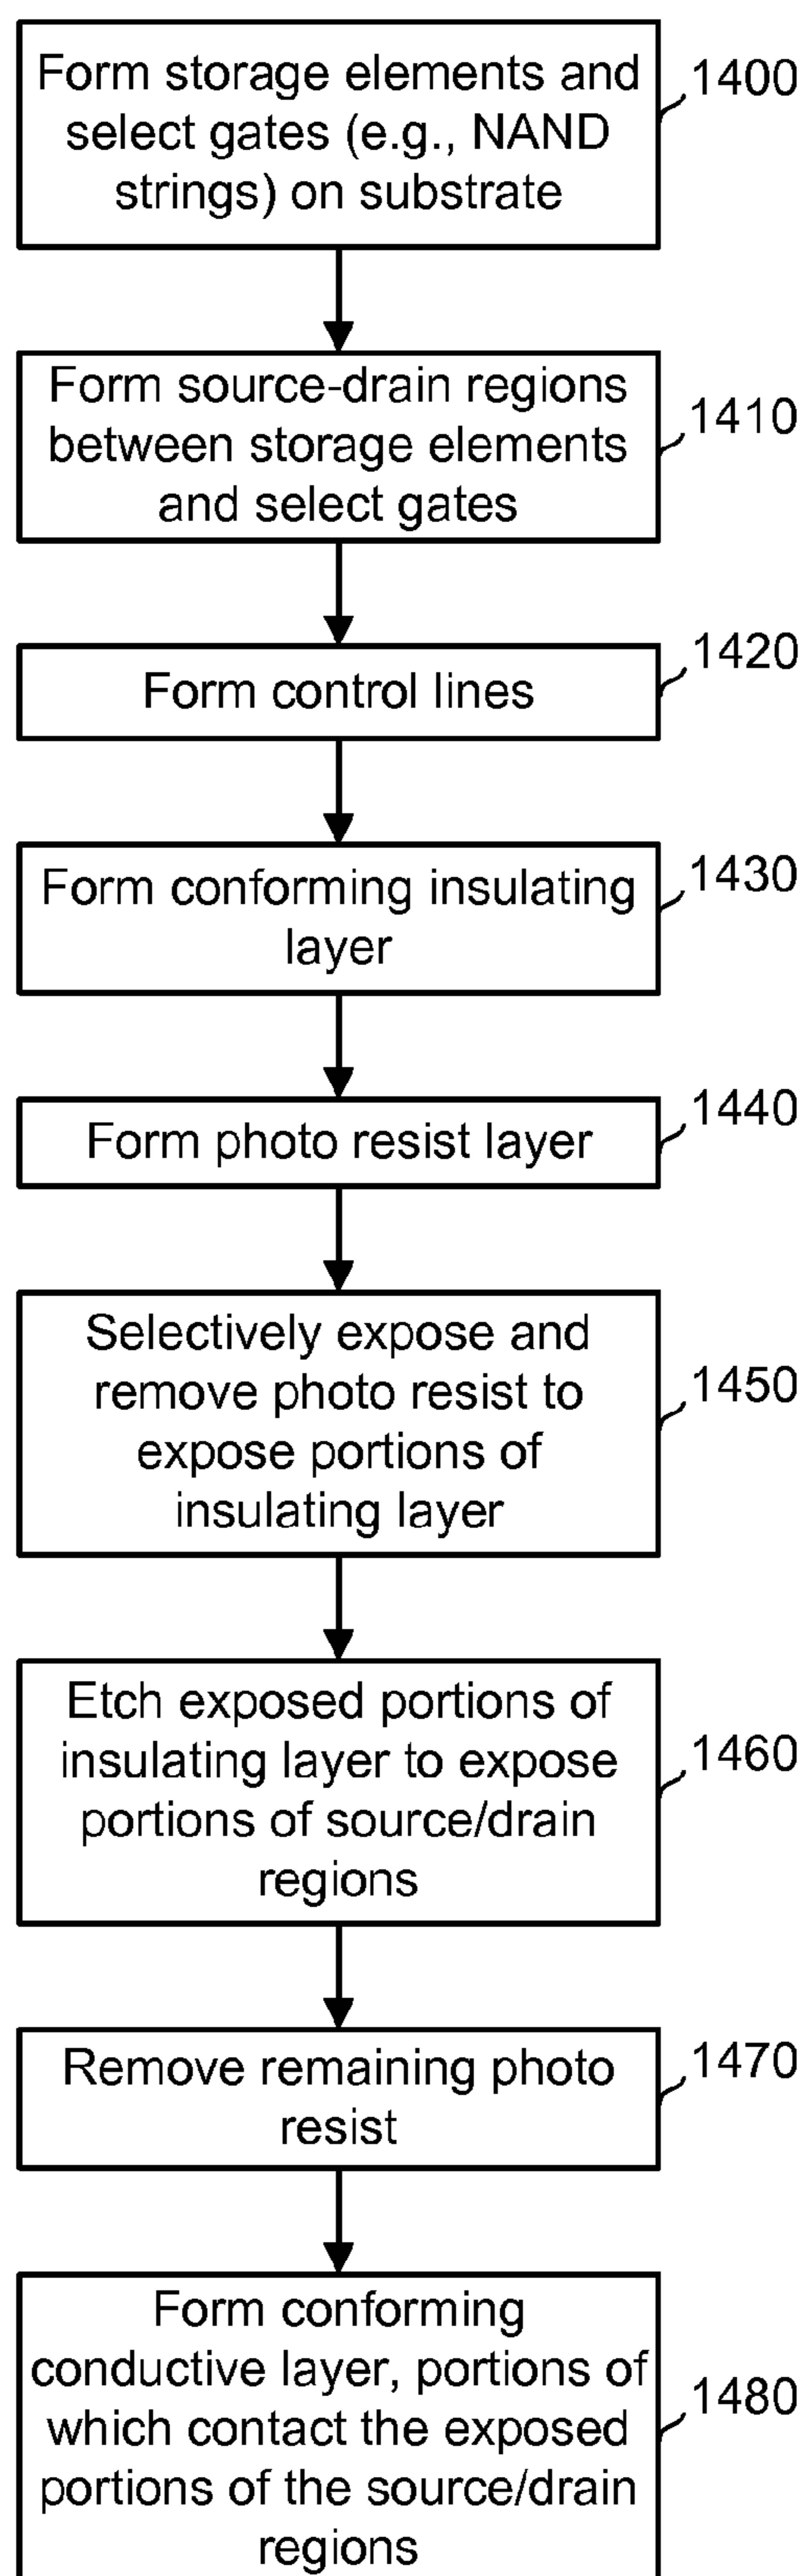 Form storage elements and
select gates (e.g., NAND
strings) on substrate
1400
Form source-drain regions
between storage elements
and select gates
1410
Form control lines
1420
Form conforming insulating
layer
1430
Form photo resist layer
1440
Selectively expose and
remove photo resist to
expose portions of
insulating layer
1450
Etch exposed portions of
insulating layer to expose
portions of source/drain
regions
1460
Remove remaining photo
resist
1470
Form conforming
conductive layer, portions of
which contact the exposed
portions of the source/drain
regions
1480